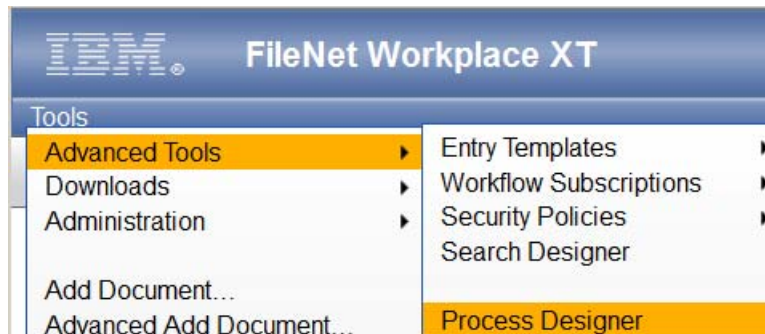 IBM® FileNet Workplace XT
Tools
Advanced Tools
Downloads
Administration
Add Document...
Advanced Add Document...
Entry Templates
Workflow Subscriptions
Security Policies
Search Designer
Process Designer